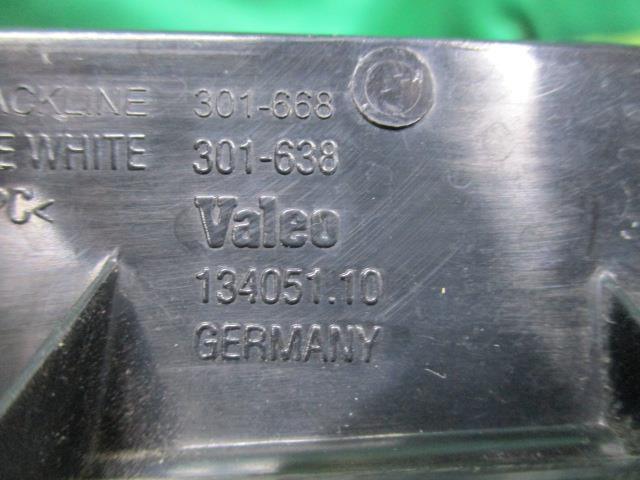 ACKLINE 301-668
E WHITE 301-638
PC<
Valeo
134051.10
GERMANY